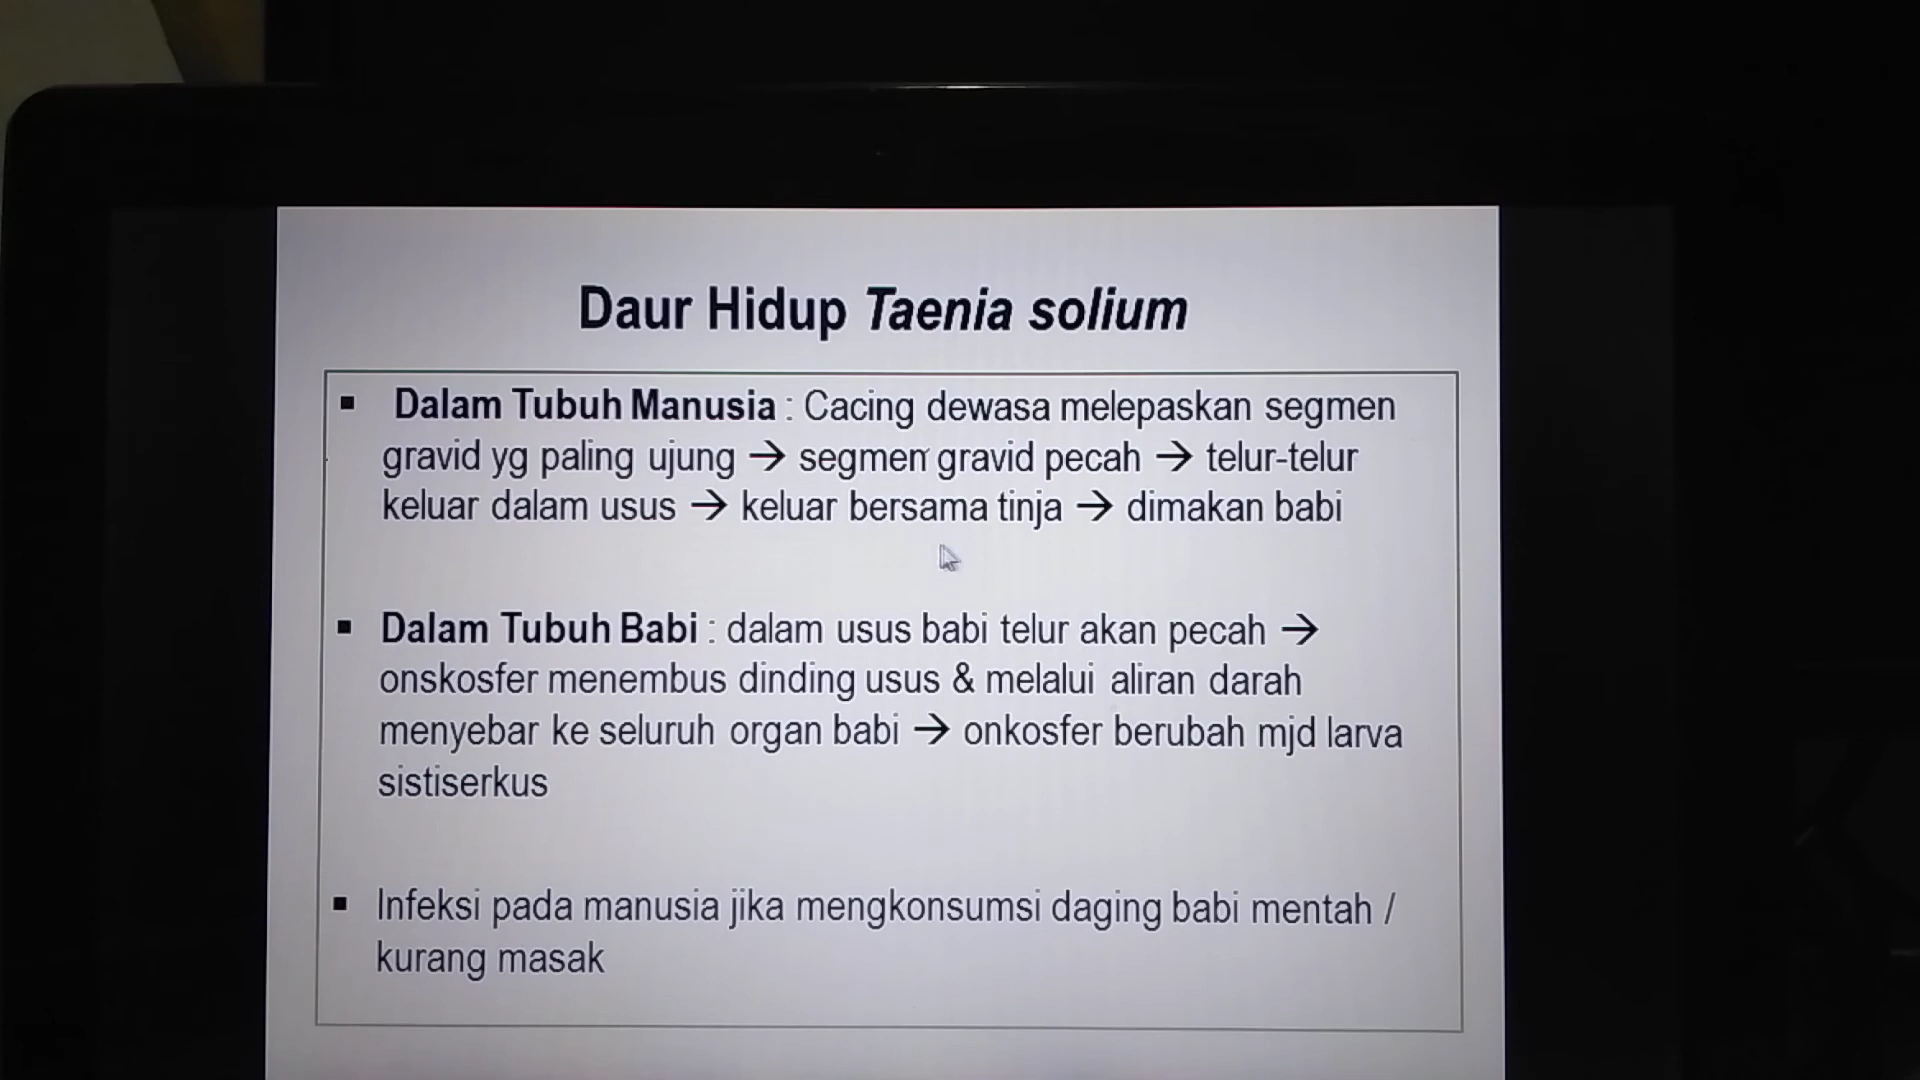 Daur Hidup Taenia solium
▪ Dalam Tubuh Manusia : Cacing dewasa melepaskan segmen
gravid yg paling ujung → segmen gravid pecah → telur-telur
keluar dalam usus → keluar bersama tinja → dimakan babi
▪ Dalam Tubuh Babi : dalam usus babi telur akan pecah →
onskosfer menembus dinding usus & melalui aliran darah
menyebar ke seluruh organ babi → onkosfer berubah mjd larva
sistiserkus
▪ Infeksi pada manusia jika mengkonsumsi daging babi mentah /
kurang masak